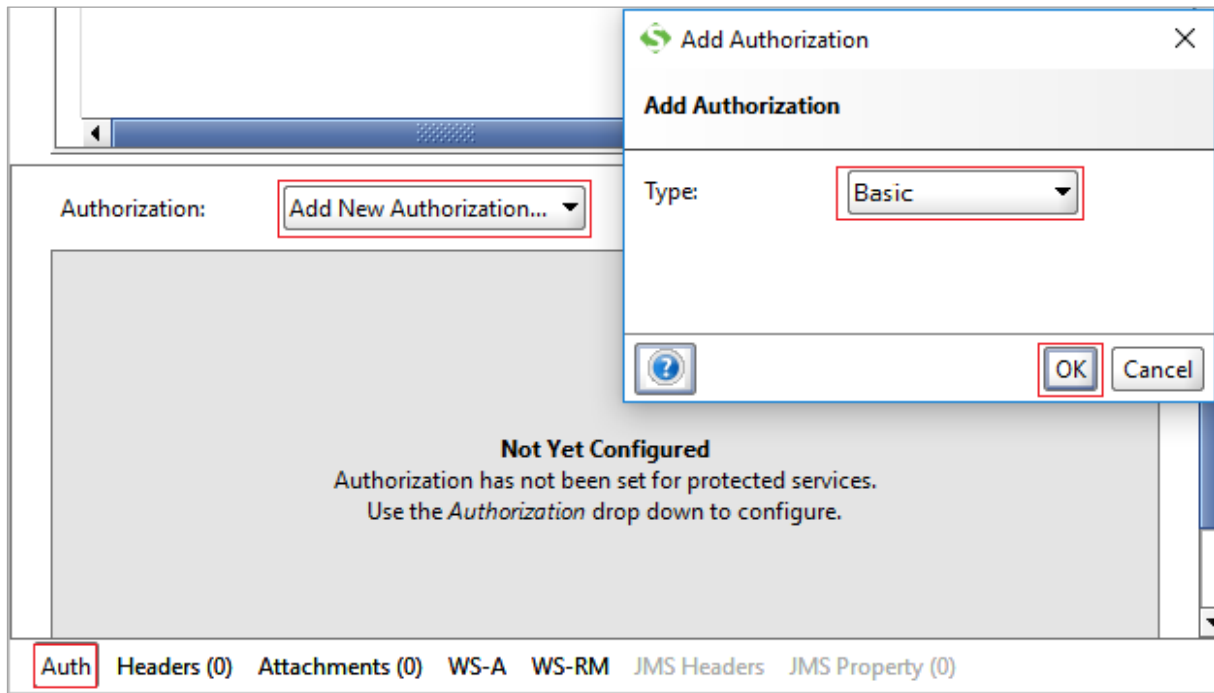 Add Authorization
Add Authorization
Type: Basic
Authorization: Add New Authorization...
OK Cancel
Not Yet Configured
Authorization has not been set for protected services.
Use the Authorization drop down to configure.
Auth Headers (0) Attachments (0) WS-A WS-RM JMS Headers JMS Property (0)